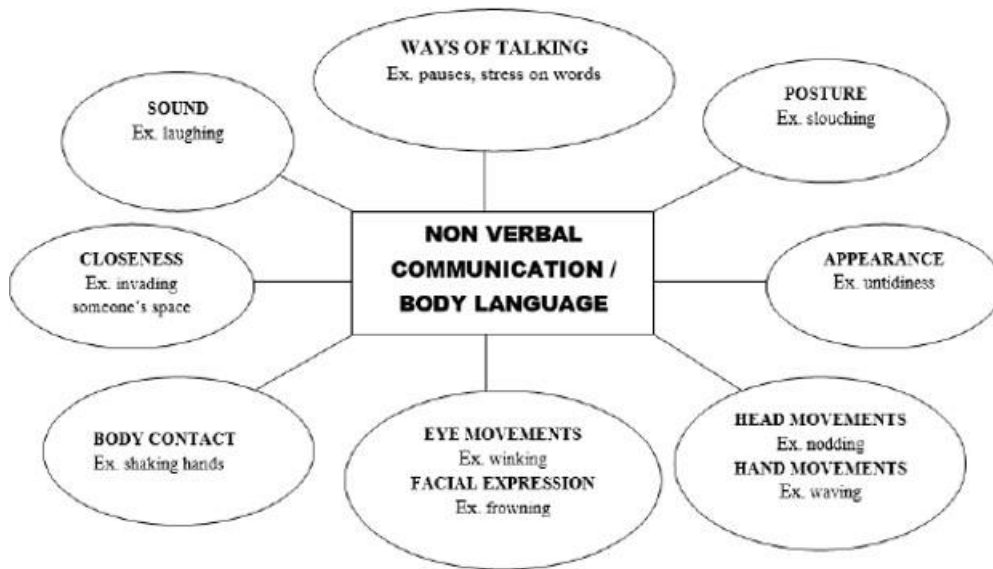 WAYS OF TALKING
Ex. pauses, stress on words
SOUND
Ex. laughing
POSTURE
Ex. slouching
NON VERBAL
COMMUNICATION /
BODY LANGUAGE
CLOSENESS
Ex. invading
someone's space
APPEARANCE
Ex. untidiness
BODY CONTACT
Ex. shaking hands
EYE MOVEMENTS
Ex. winking
FACIAL EXPRESSION
Ex. frowning
HEAD MOVEMENTS
Ex. nodding
HAND MOVEMENTS
Ex. waving